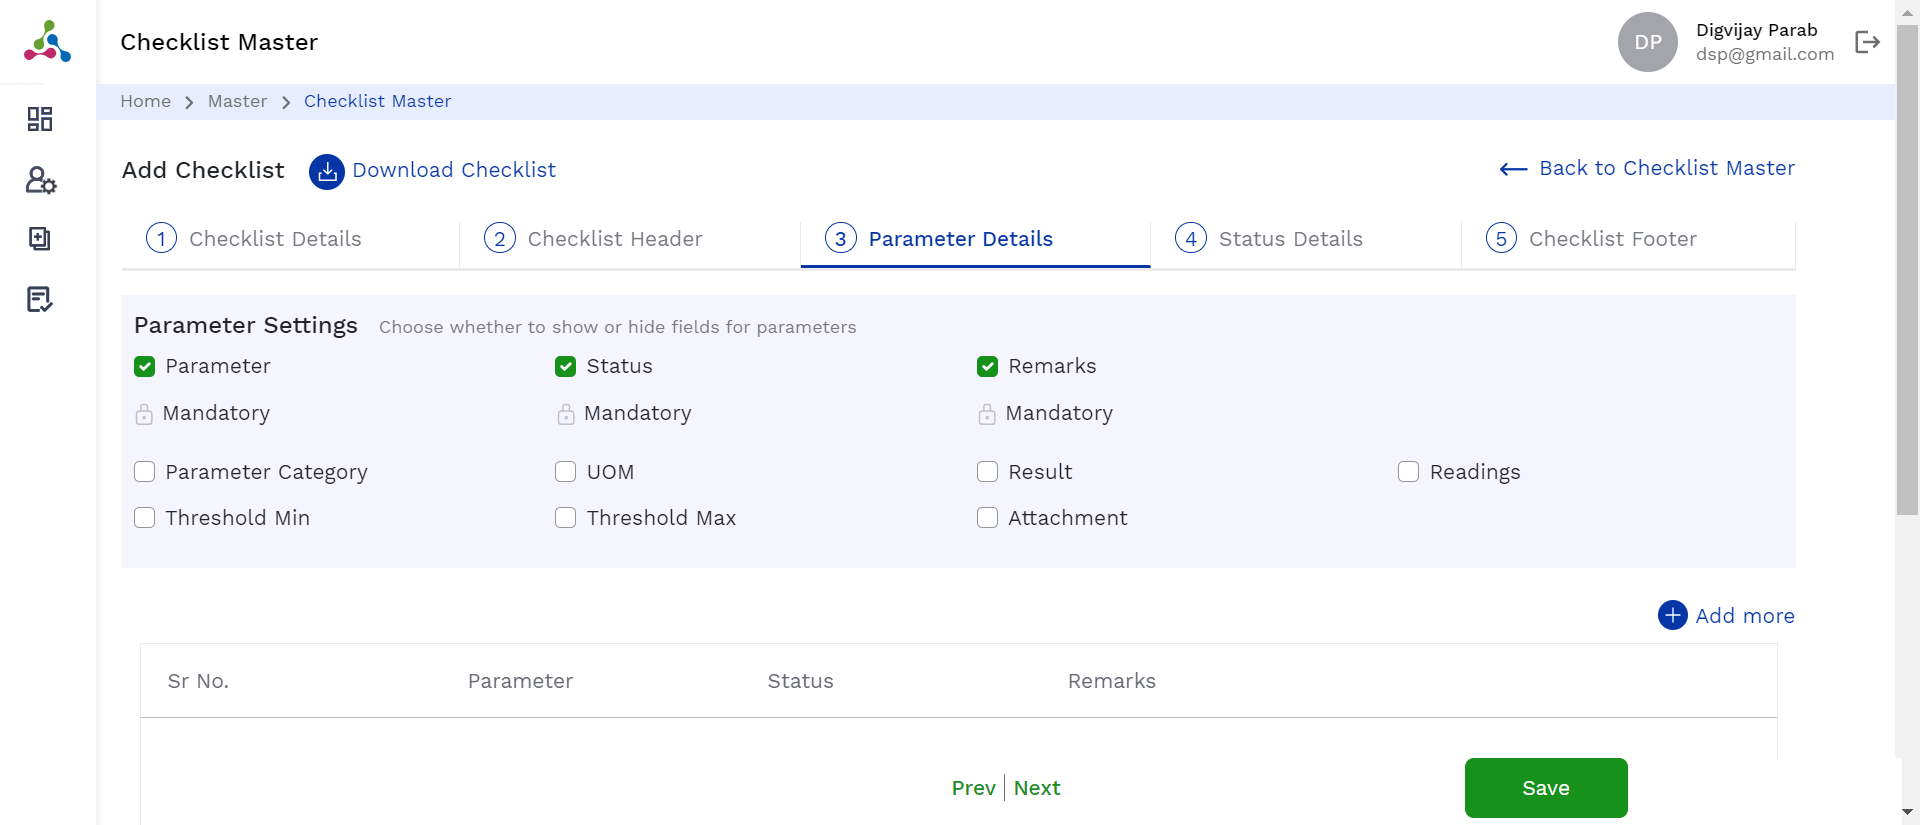 Checklist Master
DP
Digvijay Parab
dsp@gmail.com
Home > Master > Checklist Master
Add Checklist
Download Checklist
Back to Checklist Master
1 Checklist Details
2 Checklist Header
3 Parameter Details
4 Status Details
5 Checklist Footer
Parameter Settings Choose whether to show or hide fields for parameters
Parameter Status Remarks
Mandatory Mandatory Mandatory
Parameter Category UOM Result Readings
Threshold Min Threshold Max Attachment
Add more
Sr No. Parameter Status Remarks
Prev | Next
Save